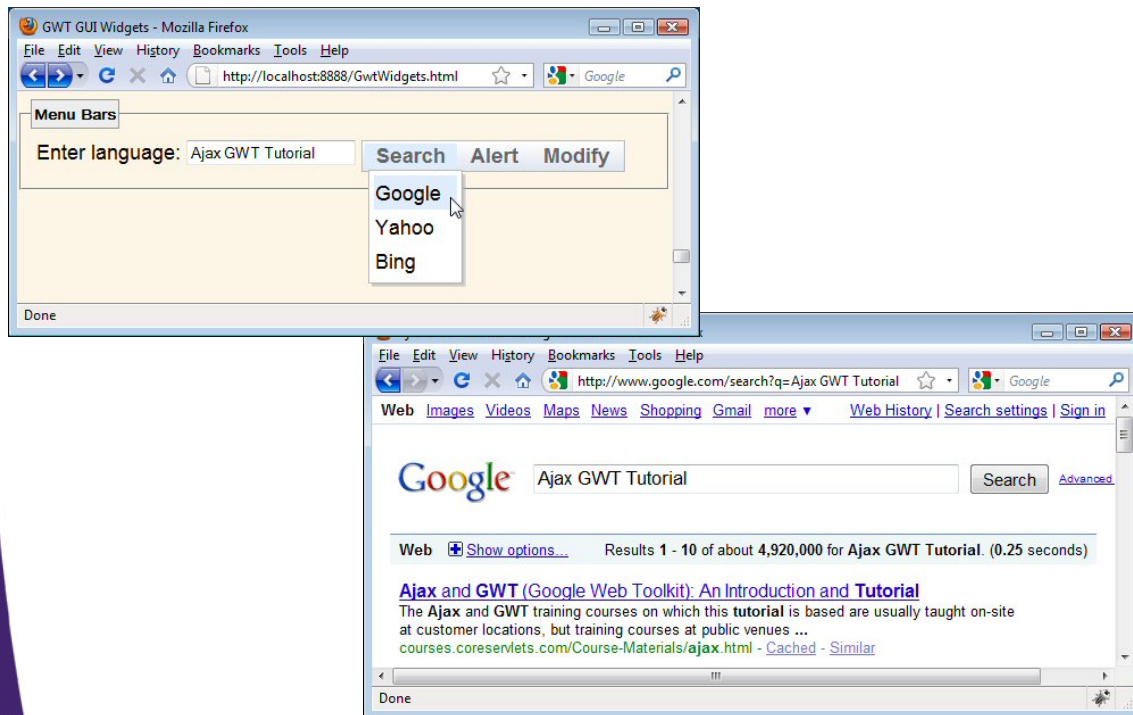 GWT GUI Widgets - Mozilla Firefox
File Edit View History Bookmarks Tools Help
http://localhost:8888/GwtWidgets.html Google
Menu Bars
Enter language: Ajax GWT Tutorial Search Alert Modify
Google
Yahoo
Bing
Done
File Edit View History Bookmarks Tools Help
http://www.google.com/search?q=Ajax GWT Tutorial Google
Web Images Videos Maps News Shopping Gmail more ▼ Web History | Search settings | Sign in
Google Ajax GWT Tutorial Search Advanced
Web Show options... Results 1 - 10 of about 4,920,000 for Ajax GWT Tutorial. (0.25 seconds)
Ajax and GWT (Google Web Toolkit): An Introduction and Tutorial
The Ajax and GWT training courses on which this tutorial is based are usually taught on-site
at customer locations, but training courses at public venues ...
courses.coreservlets.com/Course-Materials/ajax.html - Cached - Similar
Done